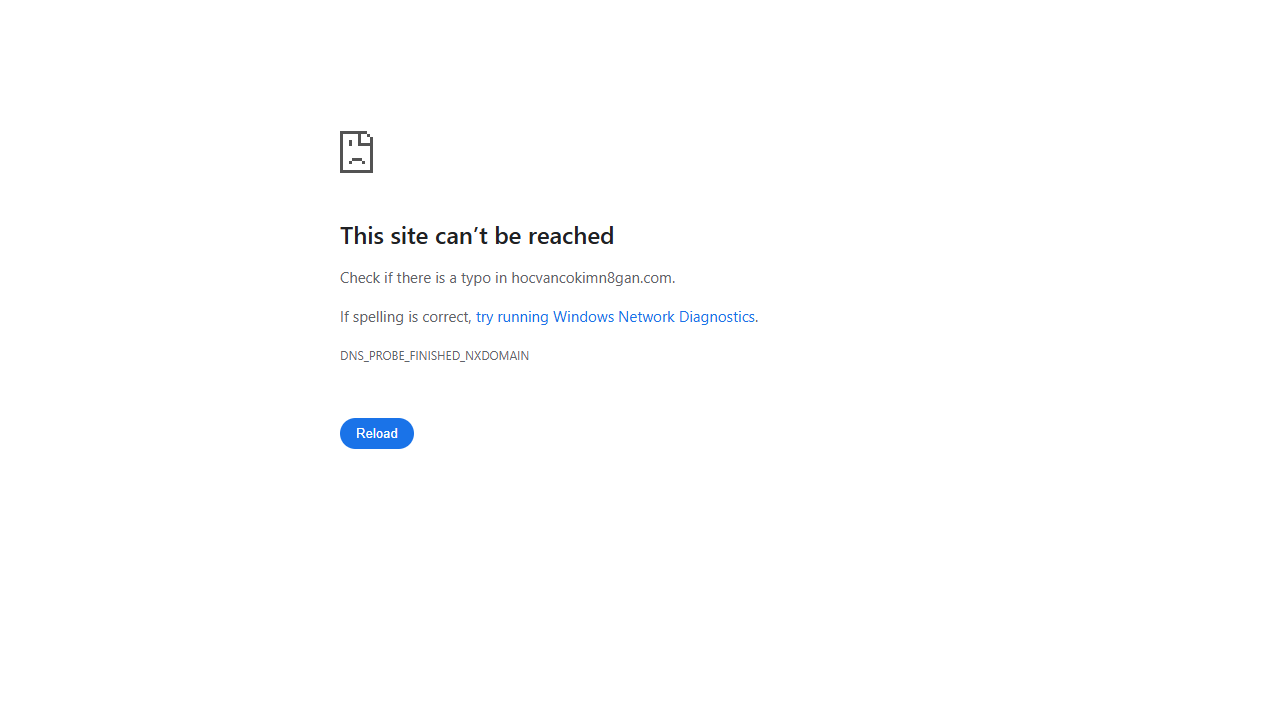 This site can’t be reached
Check if there is a typo in hocvancokimn8gan.com.
If spelling is correct, try running Windows Network Diagnostics.
DNS_PROBE_FINISHED_NXDOMAIN
Reload